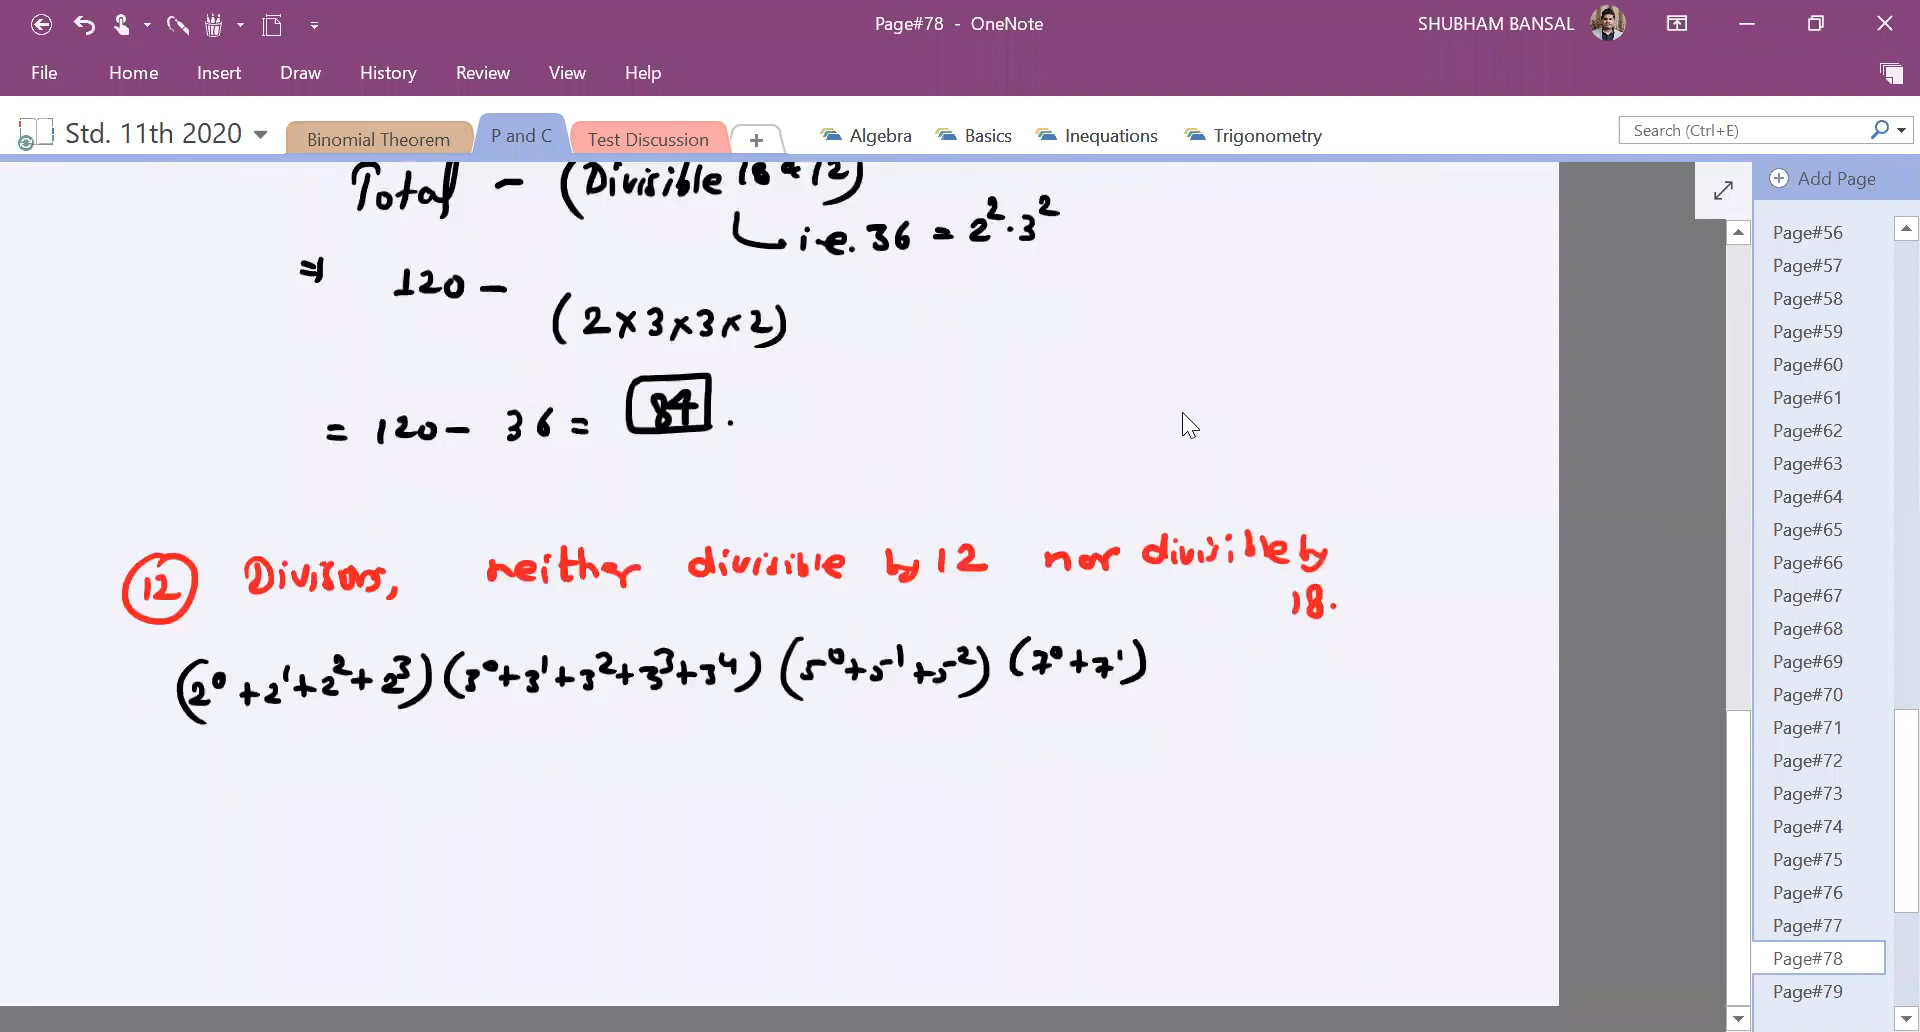 Page#78 - OneNote
SHUBHAM BANSAL
File Home Insert Draw History Review View Help
Std. 11th 2020
Binomial Theorem
P and C
Test Discussion
+
Algebra
Basics
Inequations
Trigonometry
Search (Ctrl+E)
Add Page
Total - (Divisible 18 & 12)
i.e. 36 = 2² · 3²
⇒ 120 -
(2 × 3 × 3 × 2)
= 120 - 36 = 84 .
12 Divisors, neither divisible by 12 nor divisible by
18.
(2⁰ + 2¹ + 2² + 2³) (3⁰ + 3¹ + 3² + 3³ + 3⁴) (5⁰ + 5¹ + 5²) (7⁰ + 7¹)
Page#56
Page#57
Page#58
Page#59
Page#60
Page#61
Page#62
Page#63
Page#64
Page#65
Page#66
Page#67
Page#68
Page#69
Page#70
Page#71
Page#72
Page#73
Page#74
Page#75
Page#76
Page#77
Page#78
Page#79